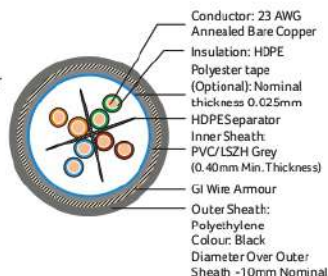 Conductor: 23 AWG
Annealed Bare Copper
Insulation: HDPE
Polyester tape
(Optional): Nominal
thickness 0.025mm
HDPE Separator
Inner Sheath:
PVC/LSZH Grey
(0.40mm Min. Thickness)
GI Wire Armour
Outer Sheath:
Polyethylene
Colour: Black
Diameter Over Outer
Sheath -10mm Nominal